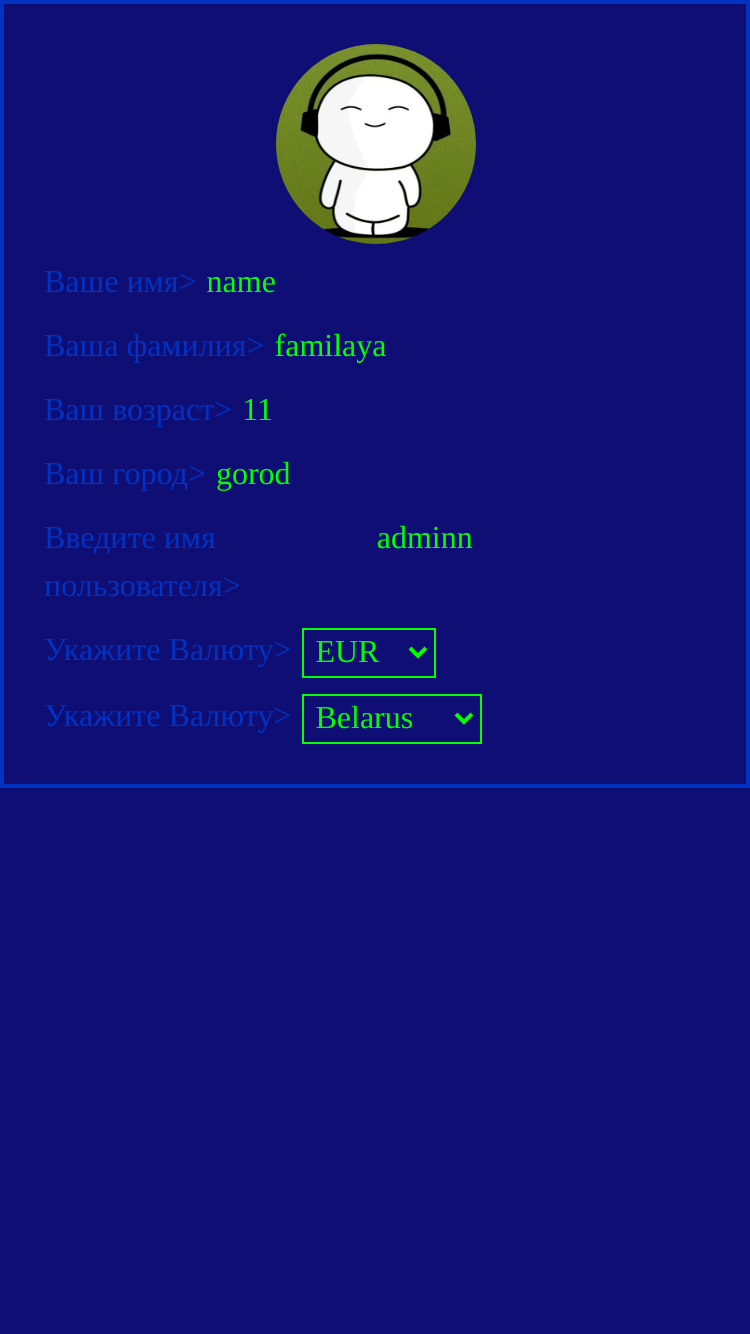 Ваше имя> name
Ваша фамилия> familaya
Ваш возраст> 11
Ваш город> gorod
Введите имя adminn
пользователя>
Укажите Валюту> EUR
Укажите Валюту> Belarus